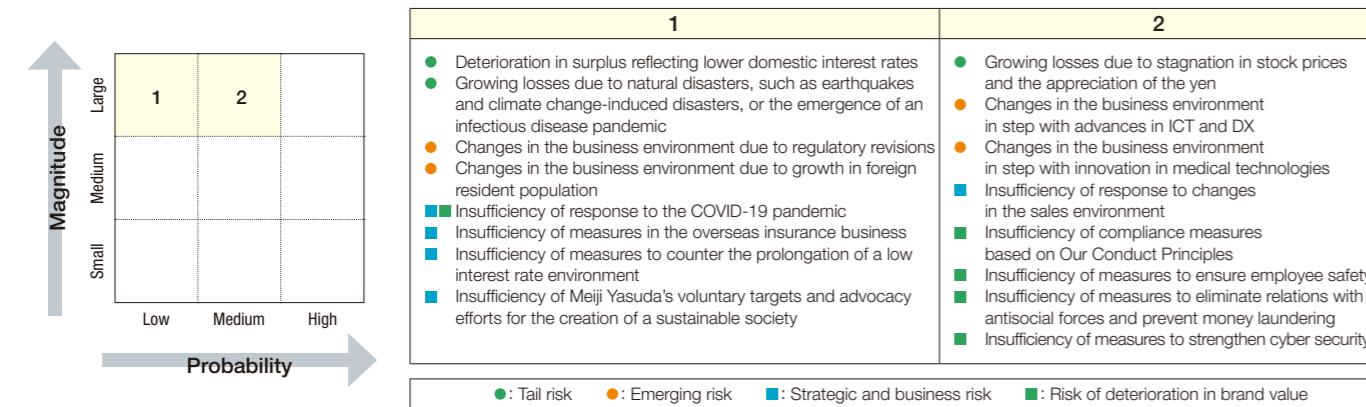 Magnitude
Large
Medium
Small
1
2
Low
Medium
High
Probability
1
Deterioration in surplus reflecting lower domestic interest rates
Growing losses due to natural disasters, such as earthquakes
and climate change-induced disasters, or the emergence of an
infectious disease pandemic
Changes in the business environment due to regulatory revisions
Changes in the business environment due to growth in foreign
resident population
Insufficiency of response to the COVID-19 pandemic
Insufficiency of measures in the overseas insurance business
Insufficiency of measures to counter the prolongation of a low
interest rate environment
Insufficiency of Meiji Yasuda's voluntary targets and advocacy
efforts for the creation of a sustainable society
2
Growing losses due to stagnation in stock prices
and the appreciation of the yen
Changes in the business environment
in step with advances in ICT and DX
Changes in the business environment
in step with innovation in medical technologies
Insufficiency of response to changes
in the sales environment
Insufficiency of compliance measures
based on Our Conduct Principles
Insufficiency of measures to ensure employee safety
Insufficiency of measures to eliminate relations with
antisocial forces and prevent money laundering
Insufficiency of measures to strengthen cyber security
●: Tail risk ●: Emerging risk ■: Strategic and business risk ■: Risk of deterioration in brand value